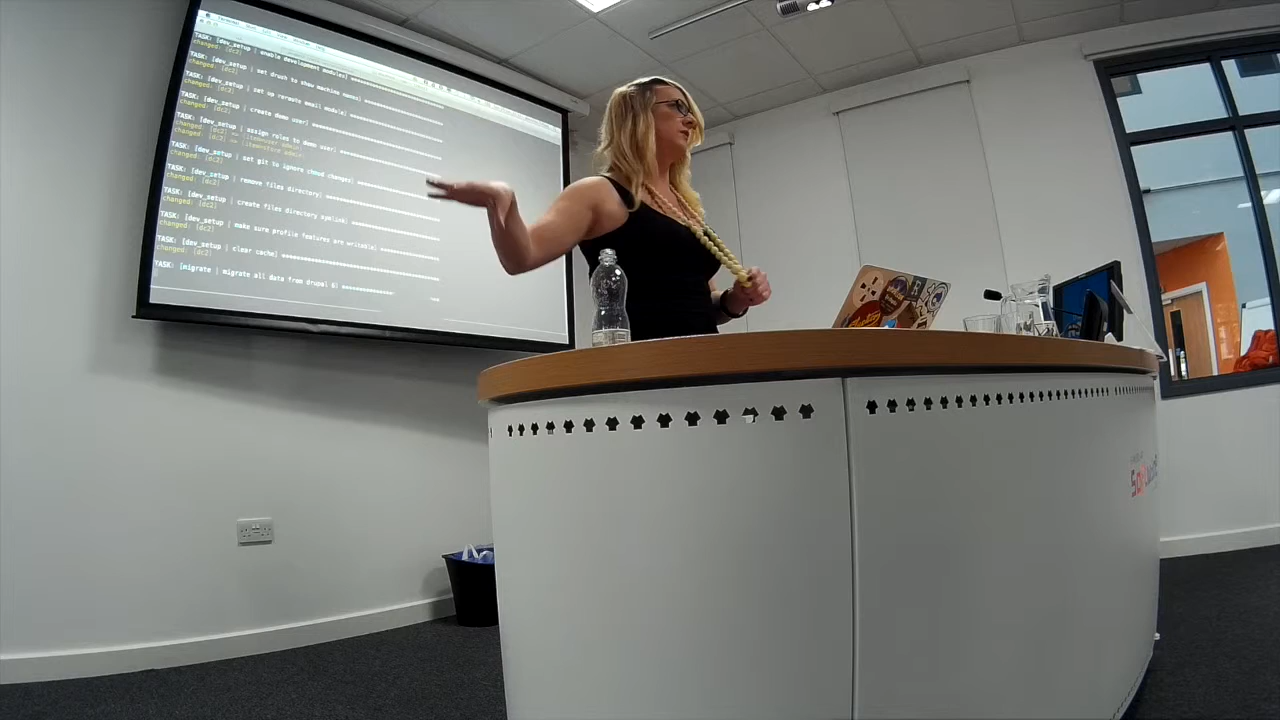 TASK: [dev_setup | enable development modules] ****
changed: [dc2]
TASK: [dev_setup | set drush to shew machine names] ****
changed: [dc2]
TASK: [dev_setup | set up reroute email module] ****
changed: [dc2]
TASK: [dev_setup | create demo user] ****
changed: [dc2]
TASK: [dev_setup | assign roles to demo user] ****
changed: [dc2] =>
changed: [dc2] =>
TASK: [dev_setup | set git to ignore chmod changes] ****
changed: [dc2]
TASK: [dev_setup | remove files directory] ****
changed: [dc2]
TASK: [dev_setup | create files directory symlink] ****
changed: [dc2]
TASK: [dev_setup | make sure profile features are writable] ****
changed: [dc2]
TASK: [dev_setup | clear cache] ****
changed: [dc2]
TASK: [migrate | migrate all data from drupal 6] ****